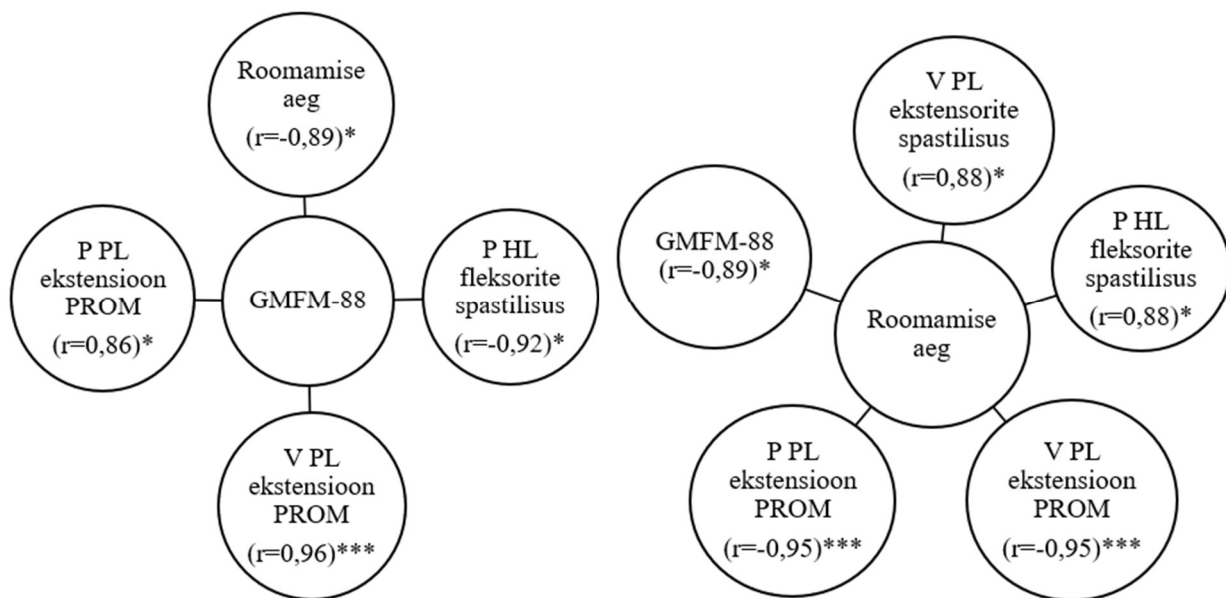 Roomamise
aeg
(r=-0,89)*
P PL
ekstensioon
PROM
(r=0,86)*
GMFM-88
P HL
fleksorite
spastilisus
(r=-0,92)*
V PL
ekstensioon
PROM
(r=0,96)***
V PL
ekstensorite
spastilisus
(r=0,88)*
GMFM-88
(r=-0,89)*
P HL
fleksorite
spastilisus
(r=0,88)*
Roomamise
aeg
P PL
ekstensioon
PROM
(r=-0,95)***
V PL
ekstensioon
PROM
(r=-0,95)***